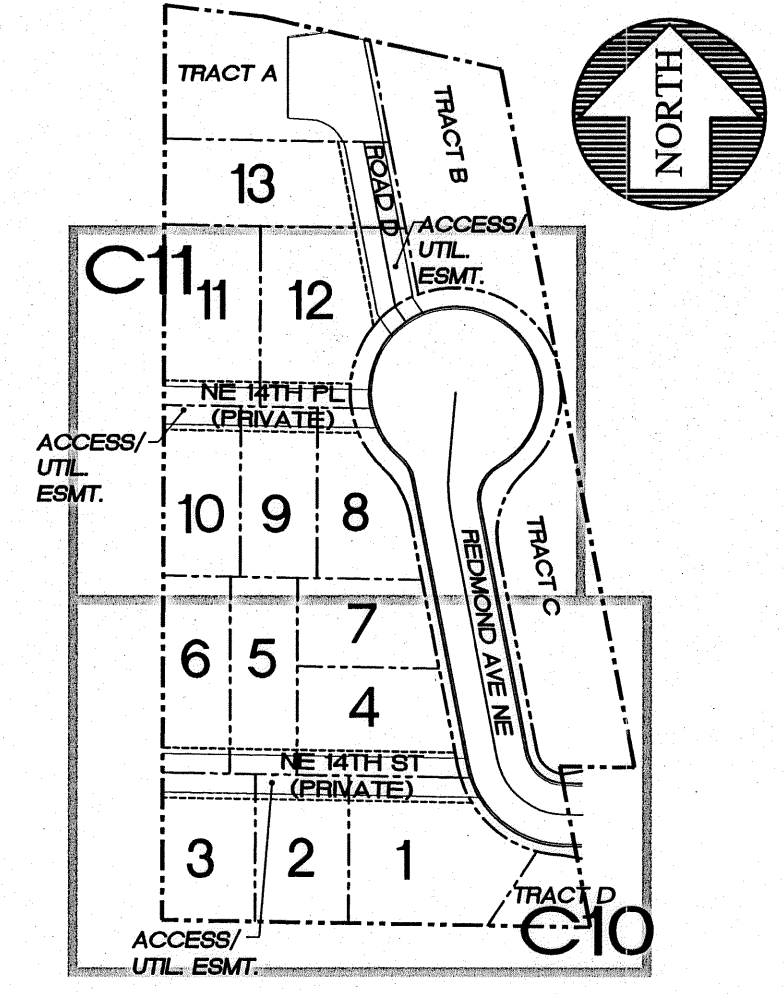 TRACT A
TRACT B
NORTH
13
ROAD D
ACCESS/
UTIL.
ESMT.
C11
11
12
NE 14TH PL
(PRIVATE)
ACCESS/
UTIL.
ESMT.
10
9
8
TRACT C
REDMOND AVE NE
7
6
5
4
NE 14TH ST
(PRIVATE)
3
2
1
TRACT D
C10
ACCESS/
UTIL. ESMT.